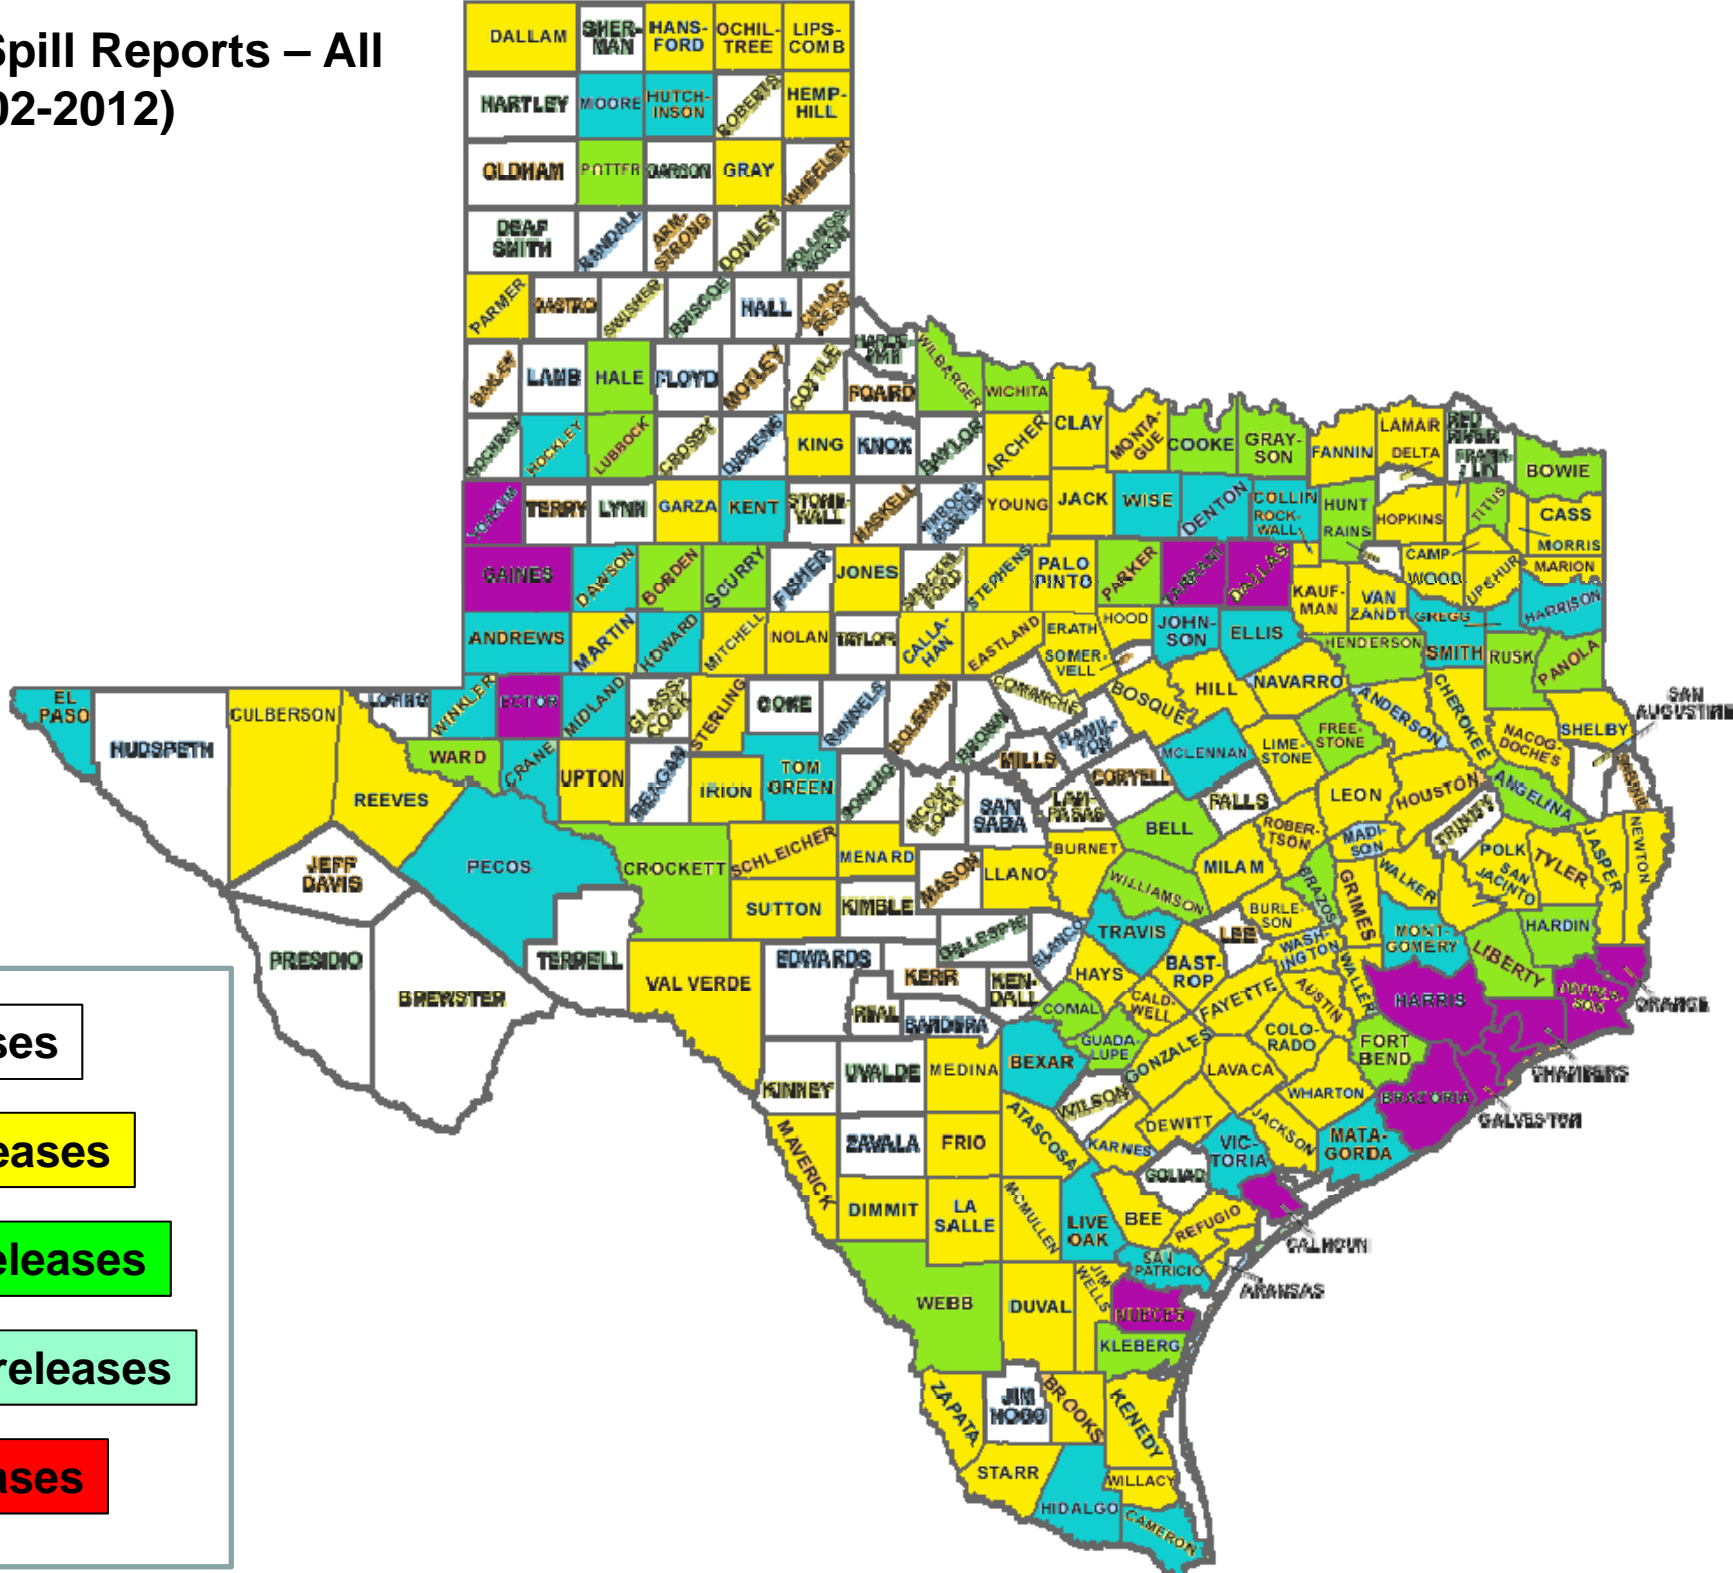 Spill Reports – All
02-2012)
DALLAM
SHER-
MAN
HANS-
FORD
OCHIL-
TREE
LIPS-
COMB
HARTLEY
MOORE
HUTCH-
INSON
ROBERTS
HEMP-
HILL
OLDHAM
POTTER
CARSON
GRAY
WHEELER
DEAF
SMITH
RANDALL
ARM-
STRONG
DONLEY
COLLINGS-
WORTH
PARMER
CASTRO
SWISHER
BRISCOE
HALL
CHILD-
RESS
BAILEY
LAMB
HALE
FLOYD
MOTLEY
COTTLE
HARDE-
MAN
FOARD
WILBARGER
WICHITA
CLAY
MONTA-
GUE
COOKE
GRAY-
SON
FANNIN
LAMAR
DELTA
RED
RIVER
FRANK
LIN
BOWIE
COCHRAN
HOCKLEY
LUBBOCK
CROSBY
DICKENS
KING
KNOX
BAYLOR
ARCHER
YOAKUM
TERRY
LYNN
GARZA
KENT
STONE-
WALL
HASKELL
THROCK-
MORTON
YOUNG
JACK
WISE
DENTON
COLLIN
ROCK-
WALL
HUNT
RAINS
HOPKINS
TITUS
CASS
MORRIS
CAMP
MARION
GAINES
DAWSON
BORDEN
SCURRY
FISHER
JONES
SHACKEL-
FORD
STEPHENS
PALO
PINTO
PARKER
TARRANT
DALLAS
KAUF-
MAN
VAN
ZANDT
WOOD
UPSHUR
GREGG
HARRISON
ANDREWS
MARTIN
HOWARD
MITCHELL
NOLAN
TAYLOR
CALLA-
HAN
EASTLAND
ERATH
HOOD
SOMER-
VELL
JOHN-
SON
ELLIS
HENDERSON
SMITH
RUSK
PANOLA
EL
PASO
HUDSPETH
CULBERSON
REEVES
LOVING
WINKLER
ECTOR
MIDLAND
GLASS-
COCK
STERLING
COKE
RUNNELS
COLEMAN
BROWN
COMANCHE
MILLS
HAMIL-
TON
BOSQUE
HILL
NAVARRO
ANDERSON
CHEROKEE
NACOG-
DOCHES
SHELBY
SAN
AUGUSTINE
SABINE
WARD
CRANE
UPTON
REAGAN
IRION
TOM
GREEN
CONCHO
MCCUL-
LOCH
SAN
SABA
LAM-
PASAS
CORYELL
MCLENNAN
LIME-
STONE
FREE-
STONE
FALLS
LEON
HOUSTON
ANGELINA
TRINITY
JEFF
DAVIS
PECOS
CROCKETT
SCHLEICHER
MENARD
MASON
LLANO
BURNET
BELL
WILLIAMSON
MILAM
ROBER-
TSON
MADI-
SON
BRAZOS
GRIMES
WALKER
POLK
SAN
JACINTO
TYLER
JASPER
NEWTON
PRESIDIO
BREWSTER
TERRELL
VAL VERDE
SUTTON
KIMBLE
EDWARDS
GILLESPIE
BLANCO
TRAVIS
LEE
BURLE-
SON
WASH-
INGTON
MONT-
GOMERY
LIBERTY
HARDIN
ORANGE
KERR
KEN-
DALL
REAL
BANDERA
HAYS
CALD-
WELL
BAST-
ROP
FAYETTE
AUSTIN
WALLER
HARRIS
JEFFER-
SON
KINNEY
UVALDE
MEDINA
BEXAR
COMAL
GUADA-
LUPE
GONZALES
COLO-
RADO
LAVACA
FORT
BEND
WHARTON
BRAZORIA
CHAMBERS
GALVESTON
ZAVALA
FRIO
ATASCOSA
WILSON
KARNES
DEWITT
JACKSON
VIC-
TORIA
MATA-
GORDA
GOLIAD
MAVERICK
DIMMIT
LA
SALLE
MCMULLEN
LIVE
OAK
BEE
REFUGIO
CALHOUN
SAN
PATRICIO
ARANSAS
WEBB
DUVAL
JIM
WELLS
NUECES
KLEBERG
ZAPATA
JIM
HOGG
BROOKS
KENEDY
STARR
WILLACY
HIDALGO
CAMERON
ses
eases
eleases
releases
ases